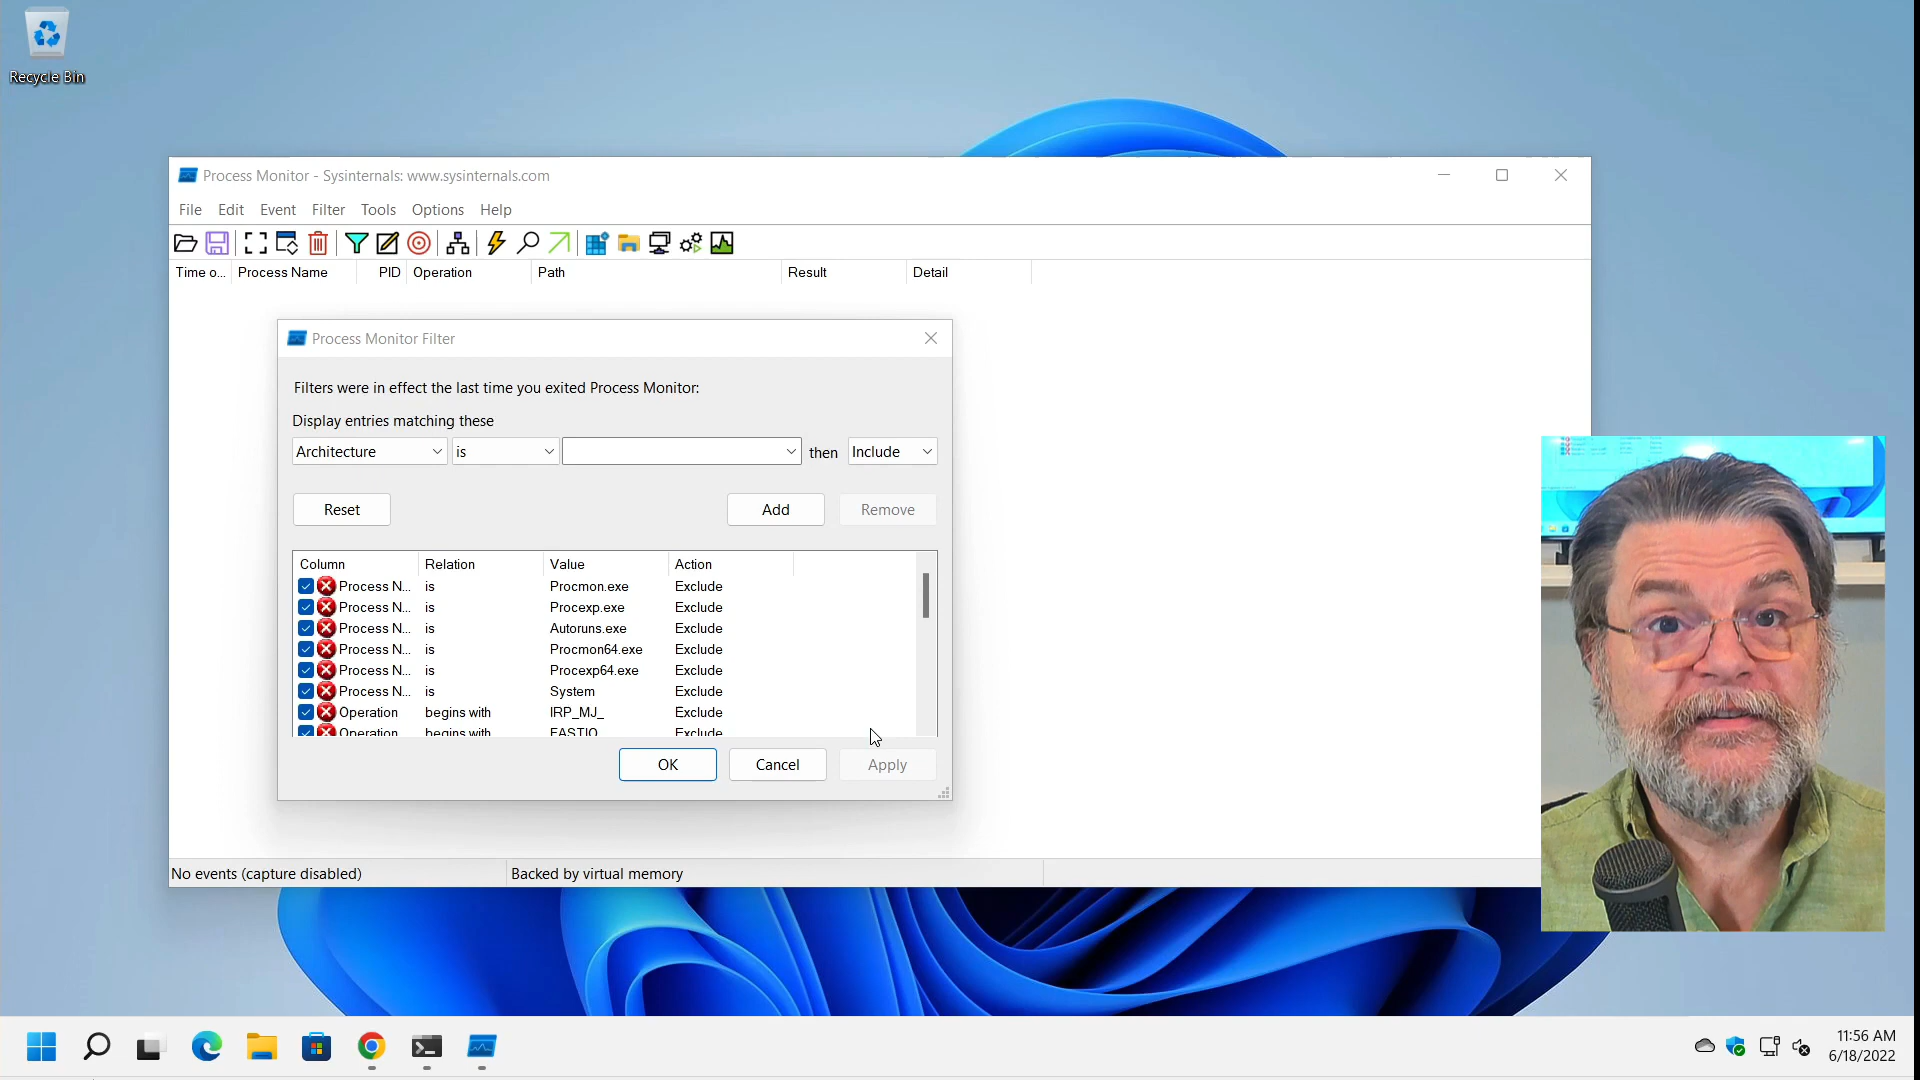 Recycle Bin
Process Monitor - Sysinternals: www.sysinternals.com
File Edit Event Filter Tools Options Help
Time o... Process Name PID Operation Path Result Detail
Process Monitor Filter
Filters were in effect the last time you exited Process Monitor:
Display entries matching these
Architecture is then Include
Reset Add Remove
Column Relation Value Action
Process N... is Procmon.exe Exclude
Process N... is Procexp.exe Exclude
Process N... is Autoruns.exe Exclude
Process N... is Procmon64.exe Exclude
Process N... is Procexp64.exe Exclude
Process N... is System Exclude
Operation begins with IRP_MJ_ Exclude
Operation begins with FASTIO_ Exclude
OK Cancel Apply
No events (capture disabled) Backed by virtual memory
11:56 AM
6/18/2022